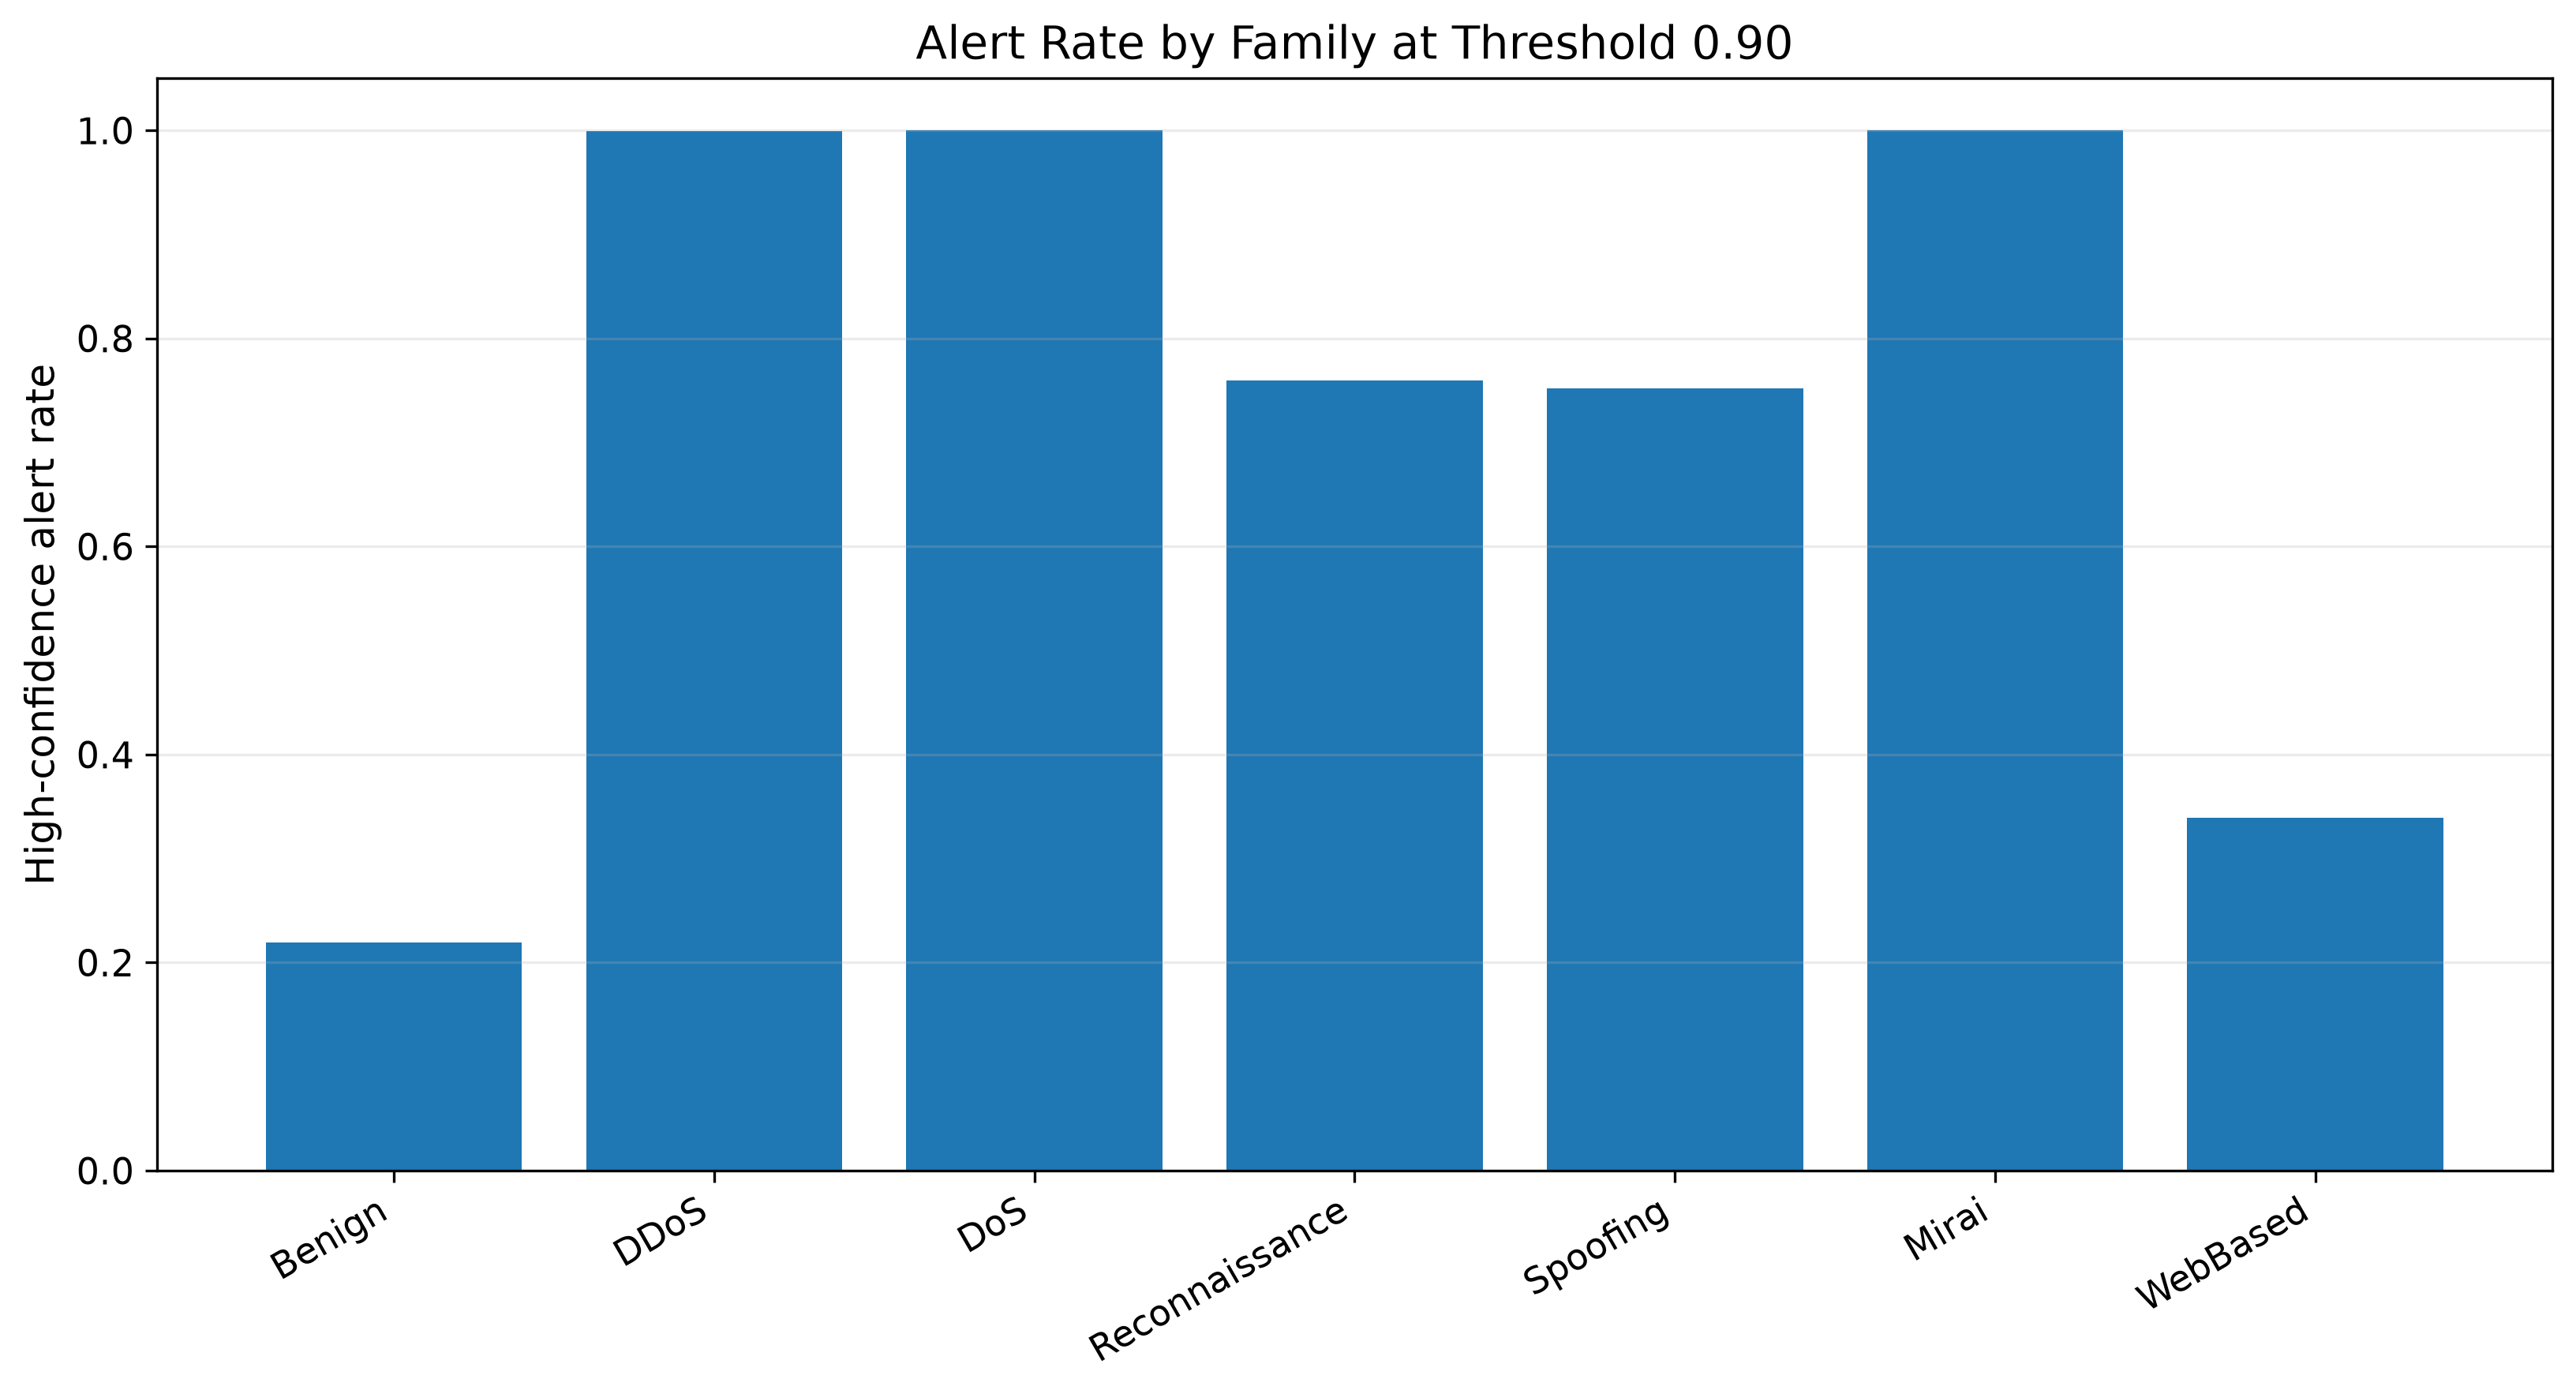 Alert Rate by Family at Threshold 0.90
High-confidence alert rate
1.0
0.8
0.6
0.4
0.2
0.0
Benign
DDoS
DoS
Reconnaissance
Spoofing
Mirai
WebBased